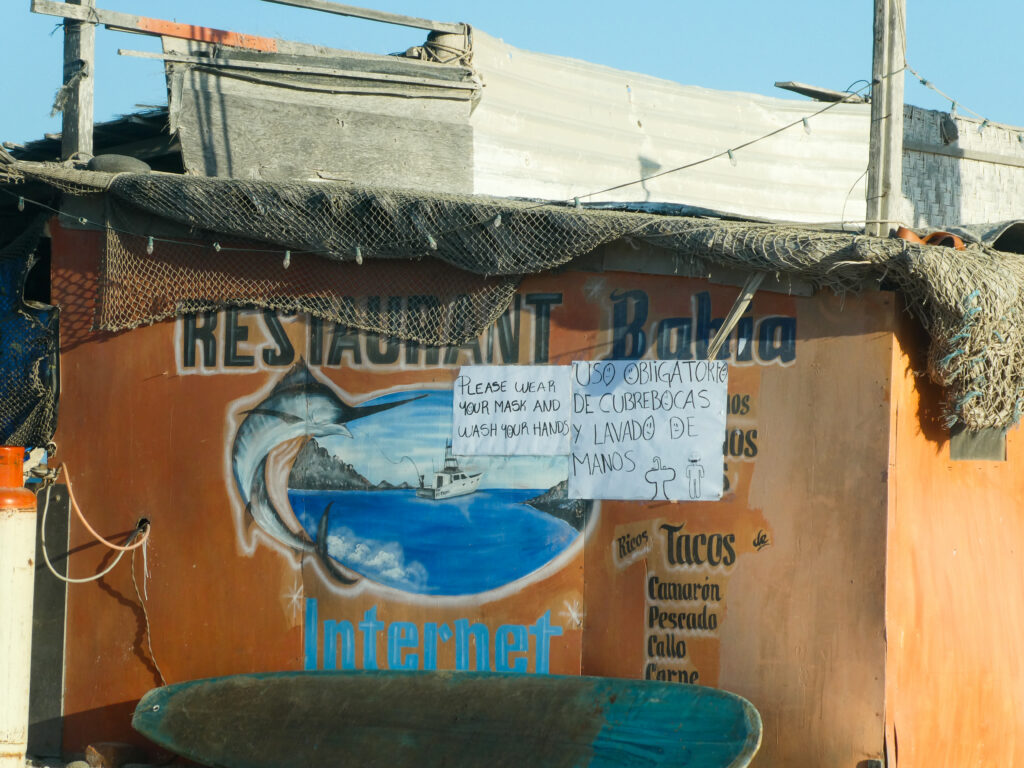 RESTAURANT Bahia
PLEASE WEAR
YOUR MASK AND
WASH YOUR HANDS
USO OBLIGATORIO
DE CUBREBOCAS
Y LAVADO DE
MANOS
Ricos Tacos de
Camarón
Pescado
Callo
Carne
Internet